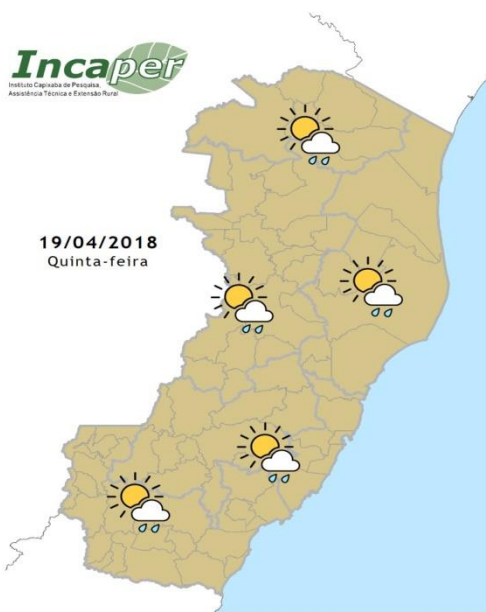 Incaper
Instituto Capixaba de Pesquisa,
Assistência Técnica e Extensão Rural
19/04/2018
Quinta-feira